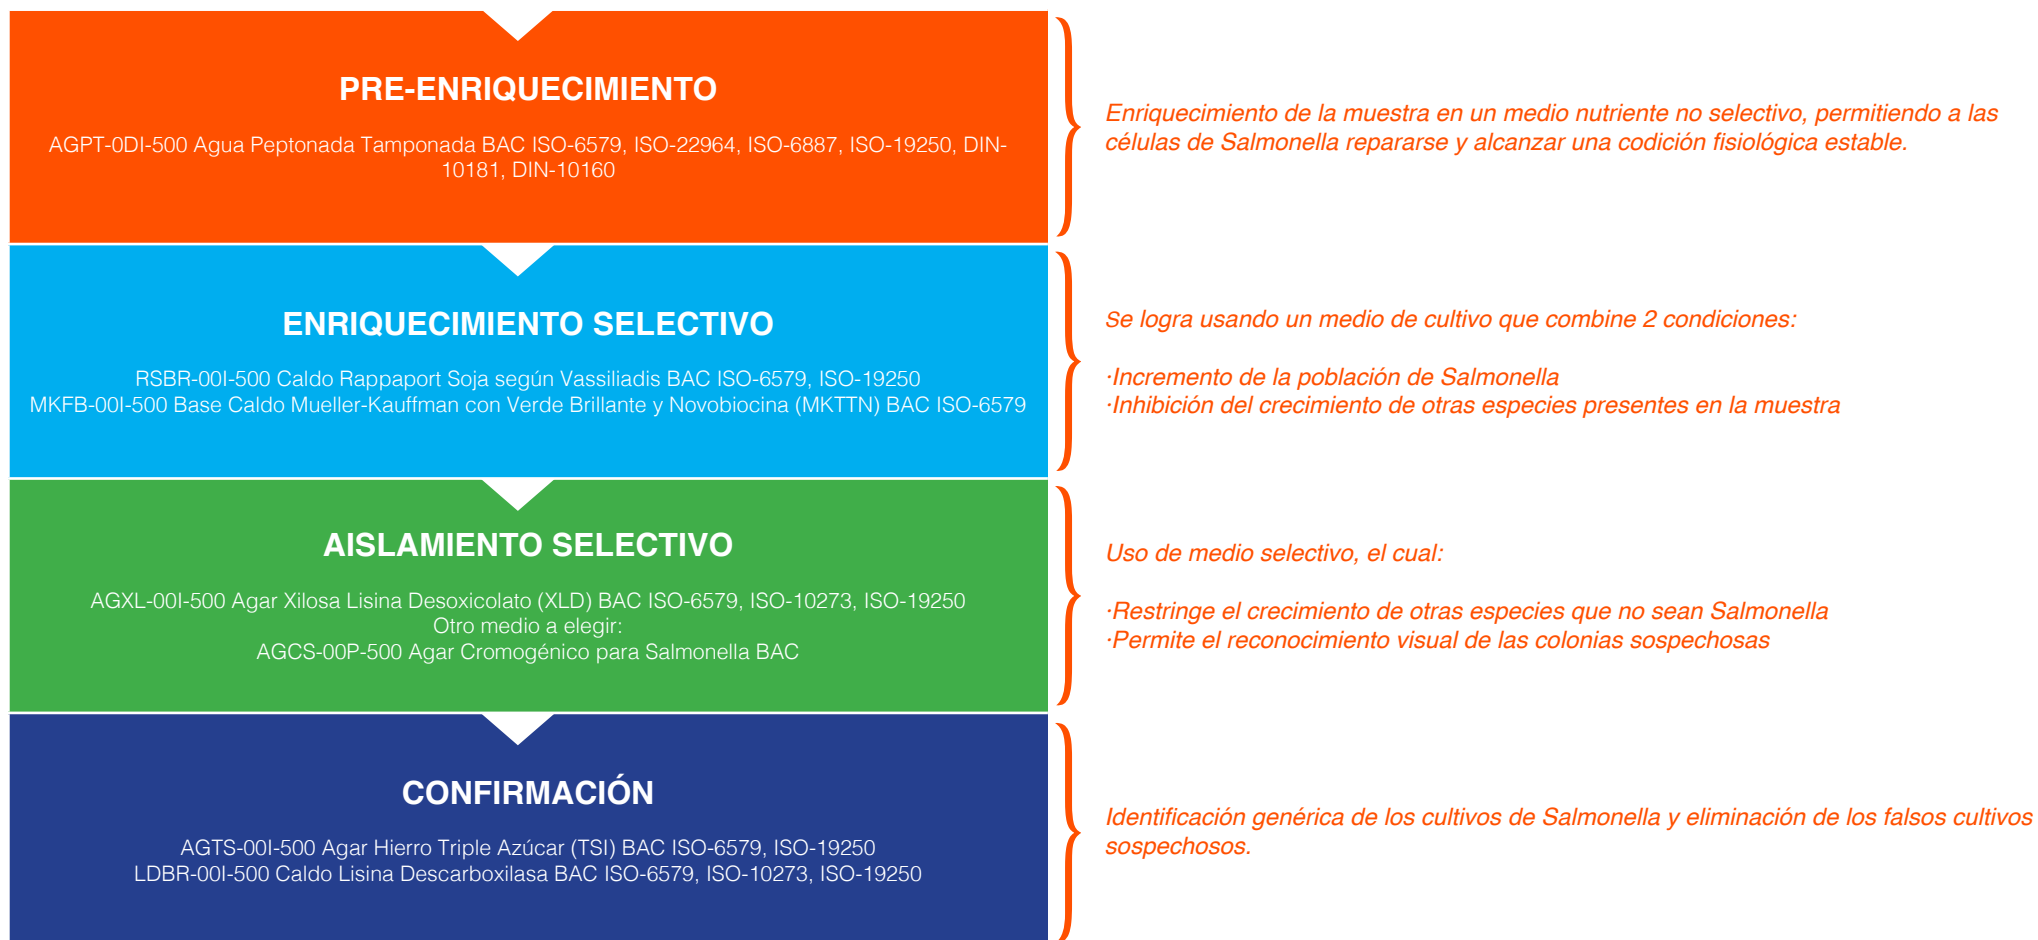 PRE-ENRIQUECIMIENTO
AGPT-0DI-500 Agua Peptonada Tamponada BAC ISO-6579, ISO-22964, ISO-6887, ISO-19250, DIN-
10181, DIN-10160
Enriquecimiento de la muestra en un medio nutriente no selectivo, permitiendo a las
células de Salmonella repararse y alcanzar una codición fisiológica estable.
ENRIQUECIMIENTO SELECTIVO
RSBR-00I-500 Caldo Rappaport Soja según Vassiliadis BAC ISO-6579, ISO-19250
MKFB-00I-500 Base Caldo Mueller-Kauffman con Verde Brillante y Novobiocina (MKTTN) BAC ISO-6579
Se logra usando un medio de cultivo que combine 2 condiciones:
·Incremento de la población de Salmonella
·Inhibición del crecimiento de otras especies presentes en la muestra
AISLAMIENTO SELECTIVO
AGXL-00I-500 Agar Xilosa Lisina Desoxicolato (XLD) BAC ISO-6579, ISO-10273, ISO-19250
Otro medio a elegir:
AGCS-00P-500 Agar Cromogénico para Salmonella BAC
Uso de medio selectivo, el cual:
·Restringe el crecimiento de otras especies que no sean Salmonella
·Permite el reconocimiento visual de las colonias sospechosas
CONFIRMACIÓN
AGTS-00I-500 Agar Hierro Triple Azúcar (TSI) BAC ISO-6579, ISO-19250
LDBR-00I-500 Caldo Lisina Descarboxilasa BAC ISO-6579, ISO-10273, ISO-19250
Identificación genérica de los cultivos de Salmonella y eliminación de los falsos cultivos
sospechosos.